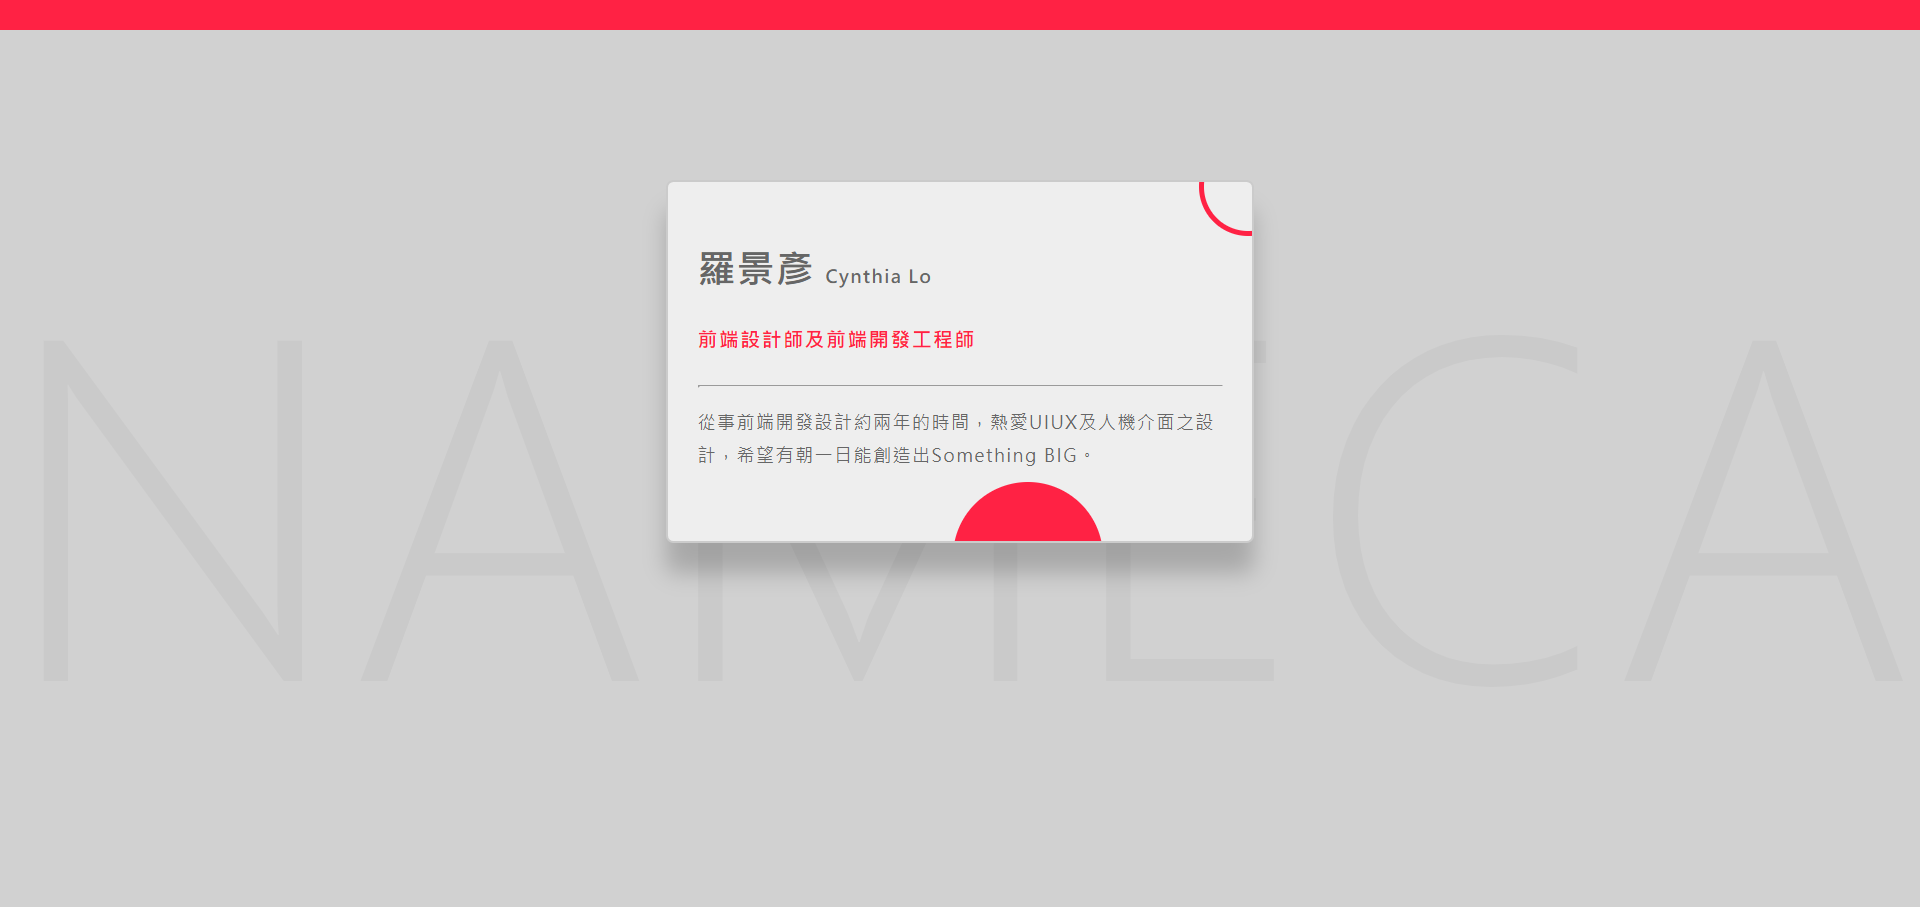 羅景彥 Cynthia Lo
前端設計師及前端開發工程師
從事前端開發設計約兩年的時間，熱愛UIUX及人機介面之設
計，希望有朝一日能創造出Something BIG。
NAMECA